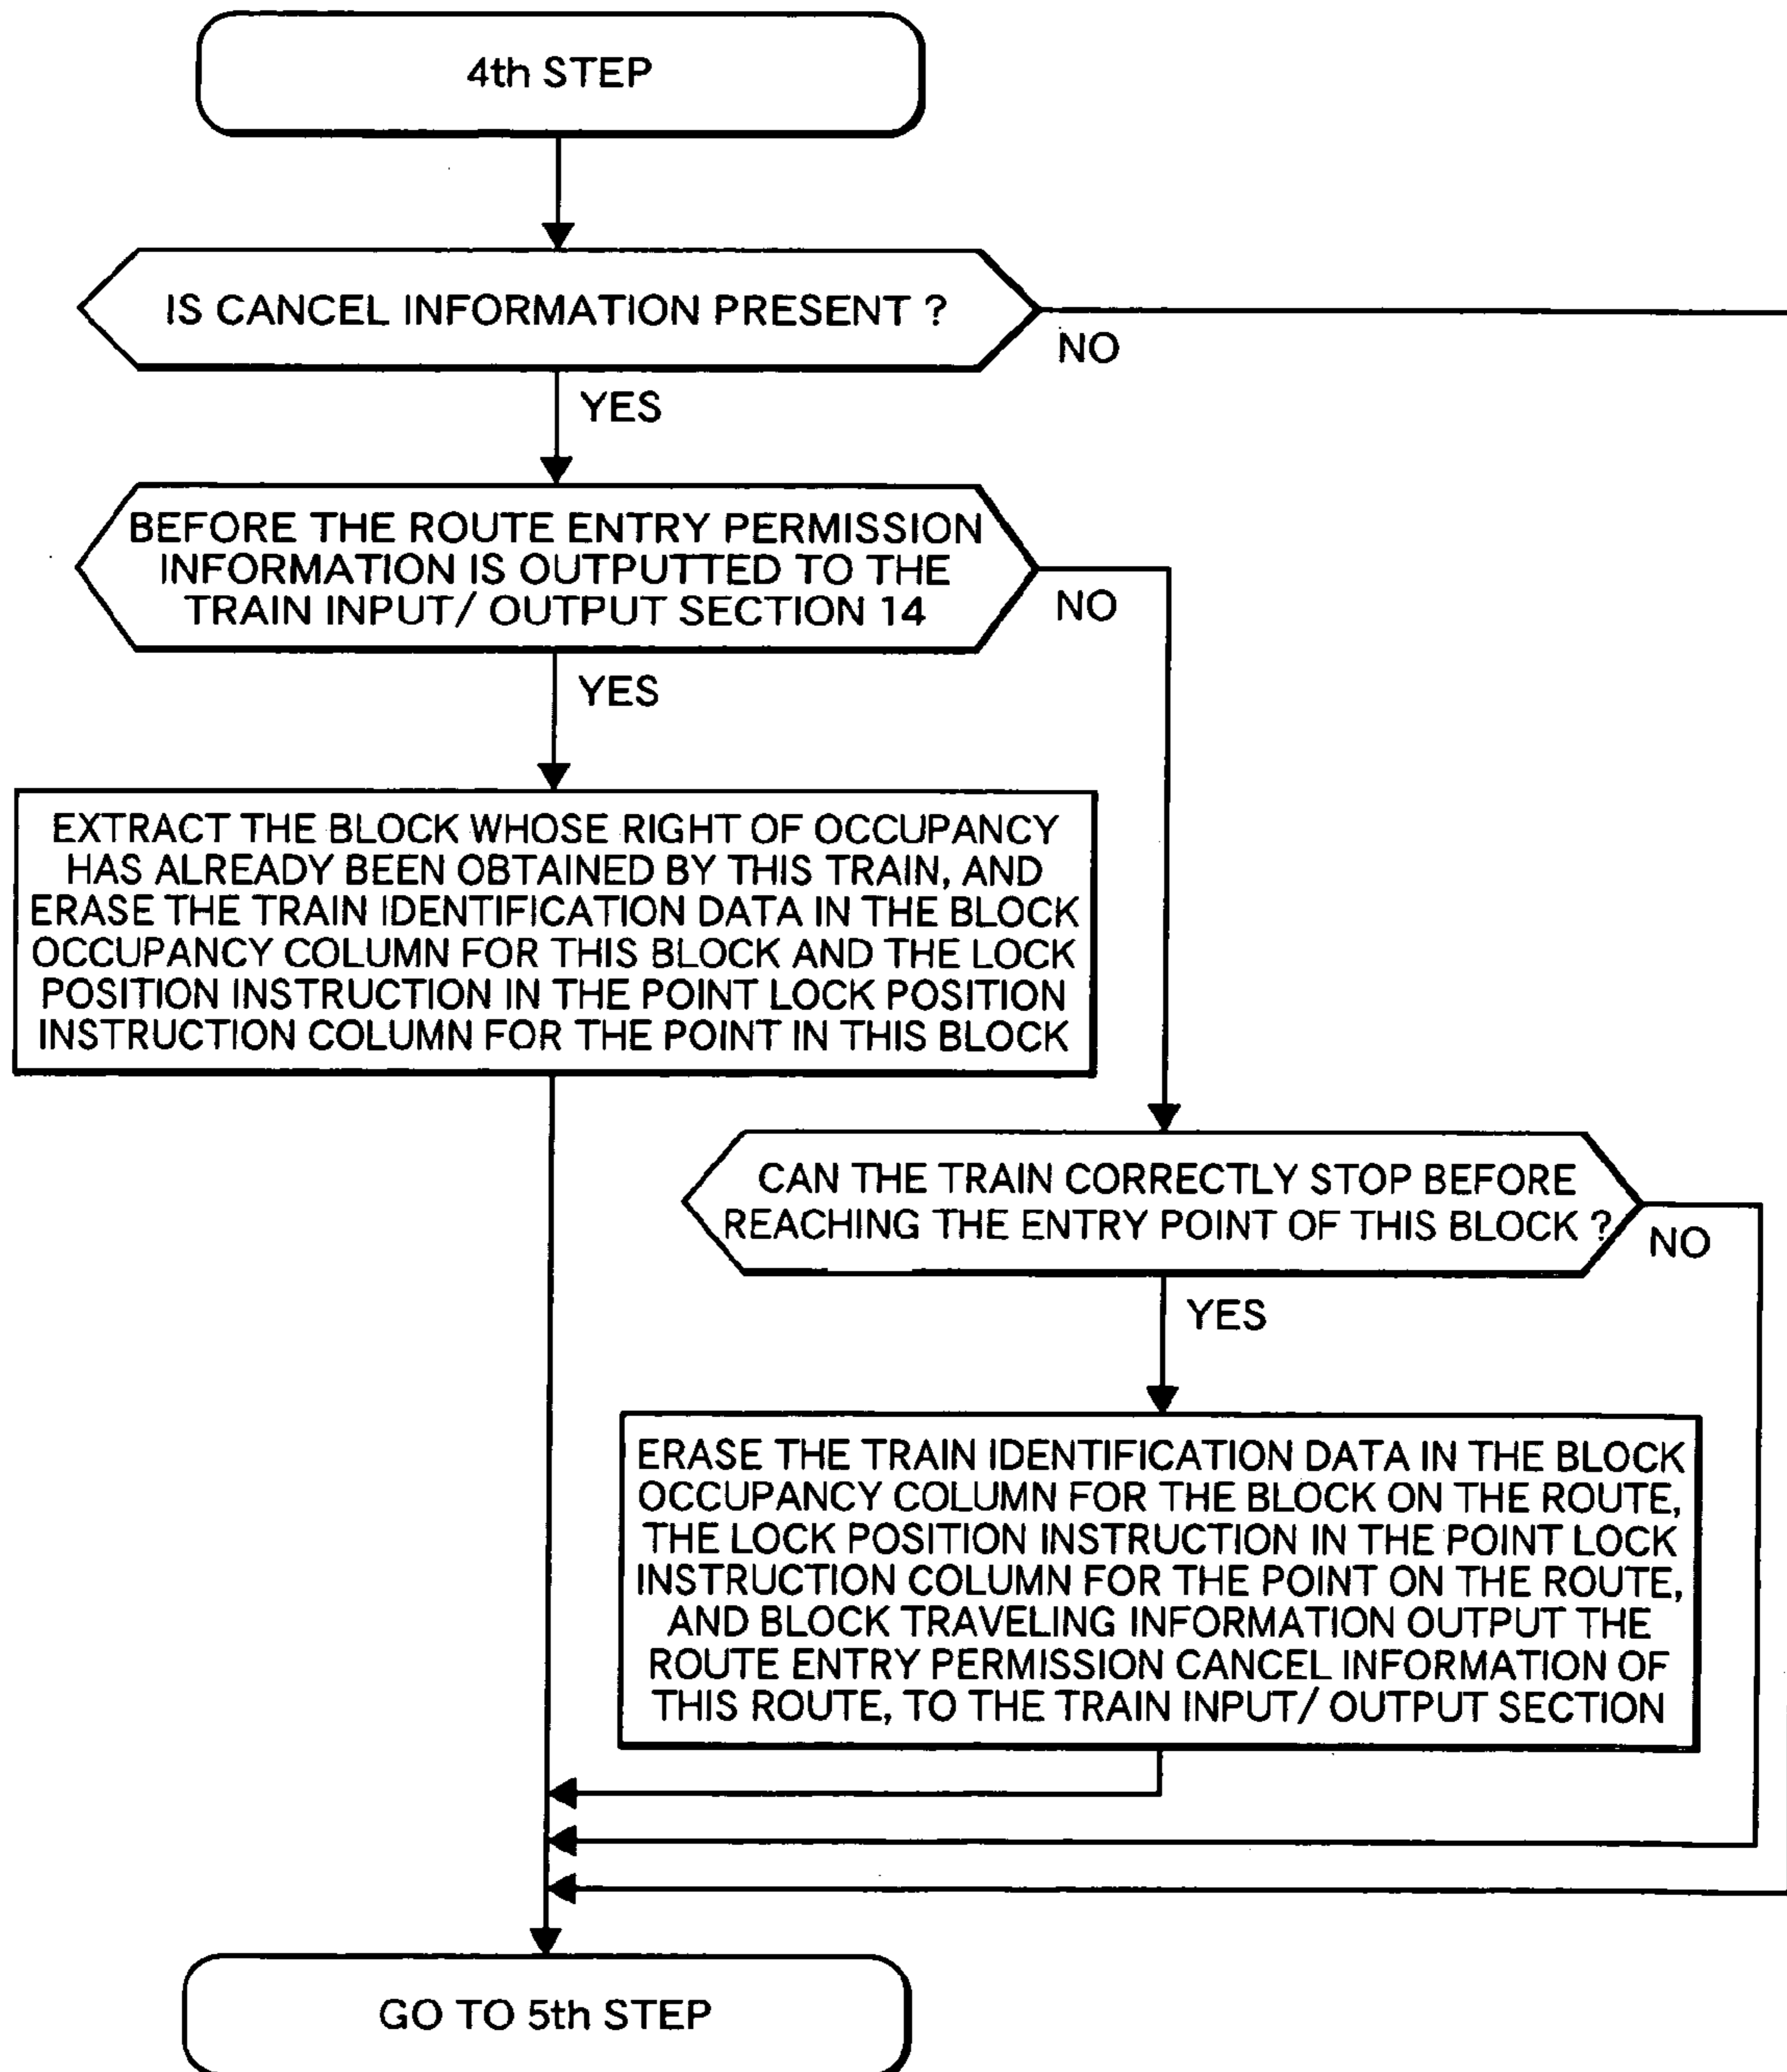 4th STEP
IS CANCEL INFORMATION PRESENT ?
NO
YES
BEFORE THE ROUTE ENTRY PERMISSION
INFORMATION IS OUTPUTTED TO THE
TRAIN INPUT/ OUTPUT SECTION 14
NO
YES
EXTRACT THE BLOCK WHOSE RIGHT OF OCCUPANCY
HAS ALREADY BEEN OBTAINED BY THIS TRAIN, AND
ERASE THE TRAIN IDENTIFICATION DATA IN THE BLOCK
OCCUPANCY COLUMN FOR THIS BLOCK AND THE LOCK
POSITION INSTRUCTION IN THE POINT LOCK POSITION
INSTRUCTION COLUMN FOR THE POINT IN THIS BLOCK
CAN THE TRAIN CORRECTLY STOP BEFORE
REACHING THE ENTRY POINT OF THIS BLOCK ?
NO
YES
ERASE THE TRAIN IDENTIFICATION DATA IN THE BLOCK
OCCUPANCY COLUMN FOR THE BLOCK ON THE ROUTE,
THE LOCK POSITION INSTRUCTION IN THE POINT LOCK
INSTRUCTION COLUMN FOR THE POINT ON THE ROUTE,
AND BLOCK TRAVELING INFORMATION OUTPUT THE
ROUTE ENTRY PERMISSION CANCEL INFORMATION OF
THIS ROUTE, TO THE TRAIN INPUT/ OUTPUT SECTION
GO TO 5th STEP